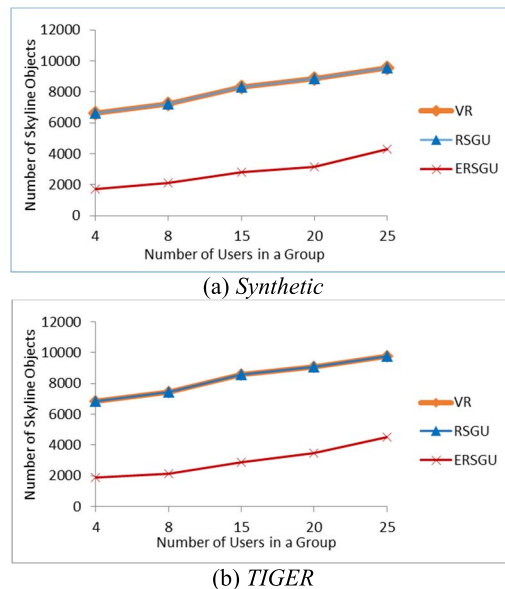 Number of Skyline Objects
12000
10000
8000
6000
4000
2000
0
4 8 15 20 25
Number of Users in a Group
VR
RSGU
ERSGU
(a) Synthetic
Number of Skyline Objects
12000
10000
8000
6000
4000
2000
0
4 8 15 20 25
Number of Users in a Group
VR
RSGU
ERSGU
(b) TIGER